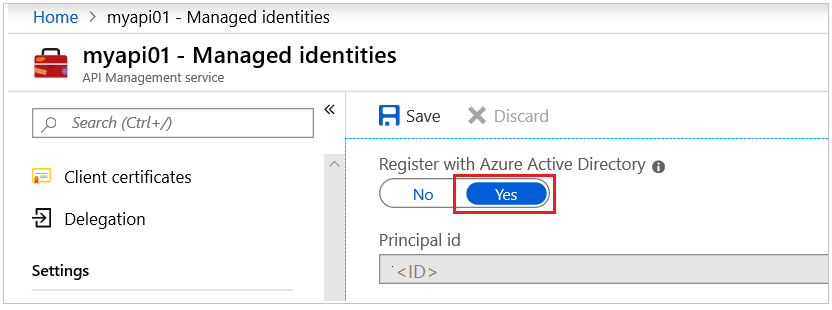 Home > myapi01 - Managed identities
myapi01 - Managed identities
API Management service
Search (Ctrl+/)
«
Client certificates
Delegation
Settings
Save Discard
Register with Azure Active Directory
No Yes
Principal id
<ID>